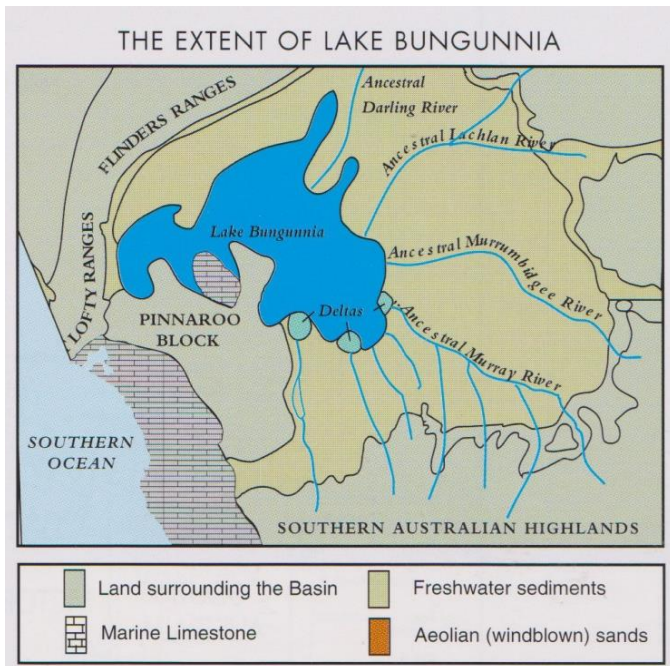 THE EXTENT OF LAKE BUNGUNNIA
FLINDERS RANGES
Ancestral
Darling River
Ancestral Lachlan River
Lake Bungunnia
LOFTY RANGES
Ancestral Murrumbidgee River
PINNAROO
BLOCK
Deltas
Ancestral Murray River
SOUTHERN
OCEAN
SOUTHERN AUSTRALIAN HIGHLANDS
Land surrounding the Basin
Freshwater sediments
Marine Limestone
Aeolian (windblown) sands